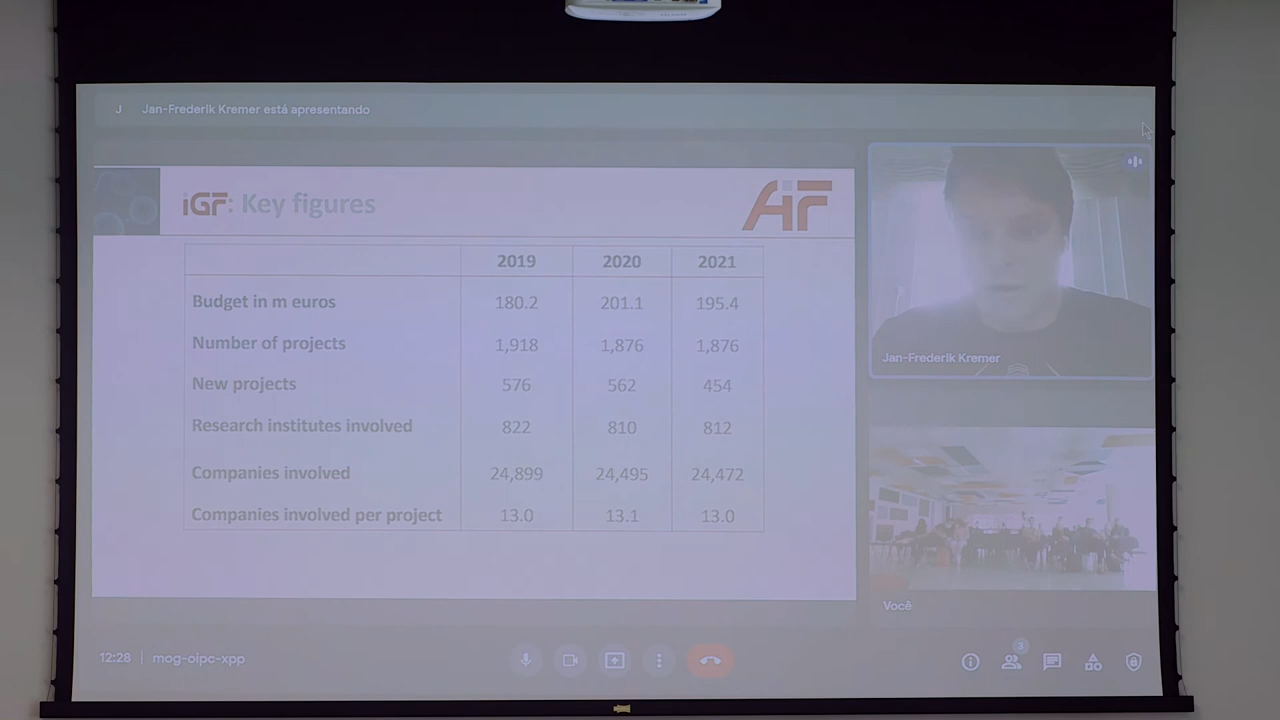 J Jan-Frederik Kremer está apresentando
iGF: Key figures
AiF
2019 2020 2021
Budget in m euros 180.2 201.1 195.4
Number of projects 1,918 1,876 1,876
New projects 576 562 454
Research institutes involved 822 810 812
Companies involved 24,899 24,495 24,472
Companies involved per project 13.0 13.1 13.0
Jan-Frederik Kremer
Você
12:28 | mog-oipc-xpp
3